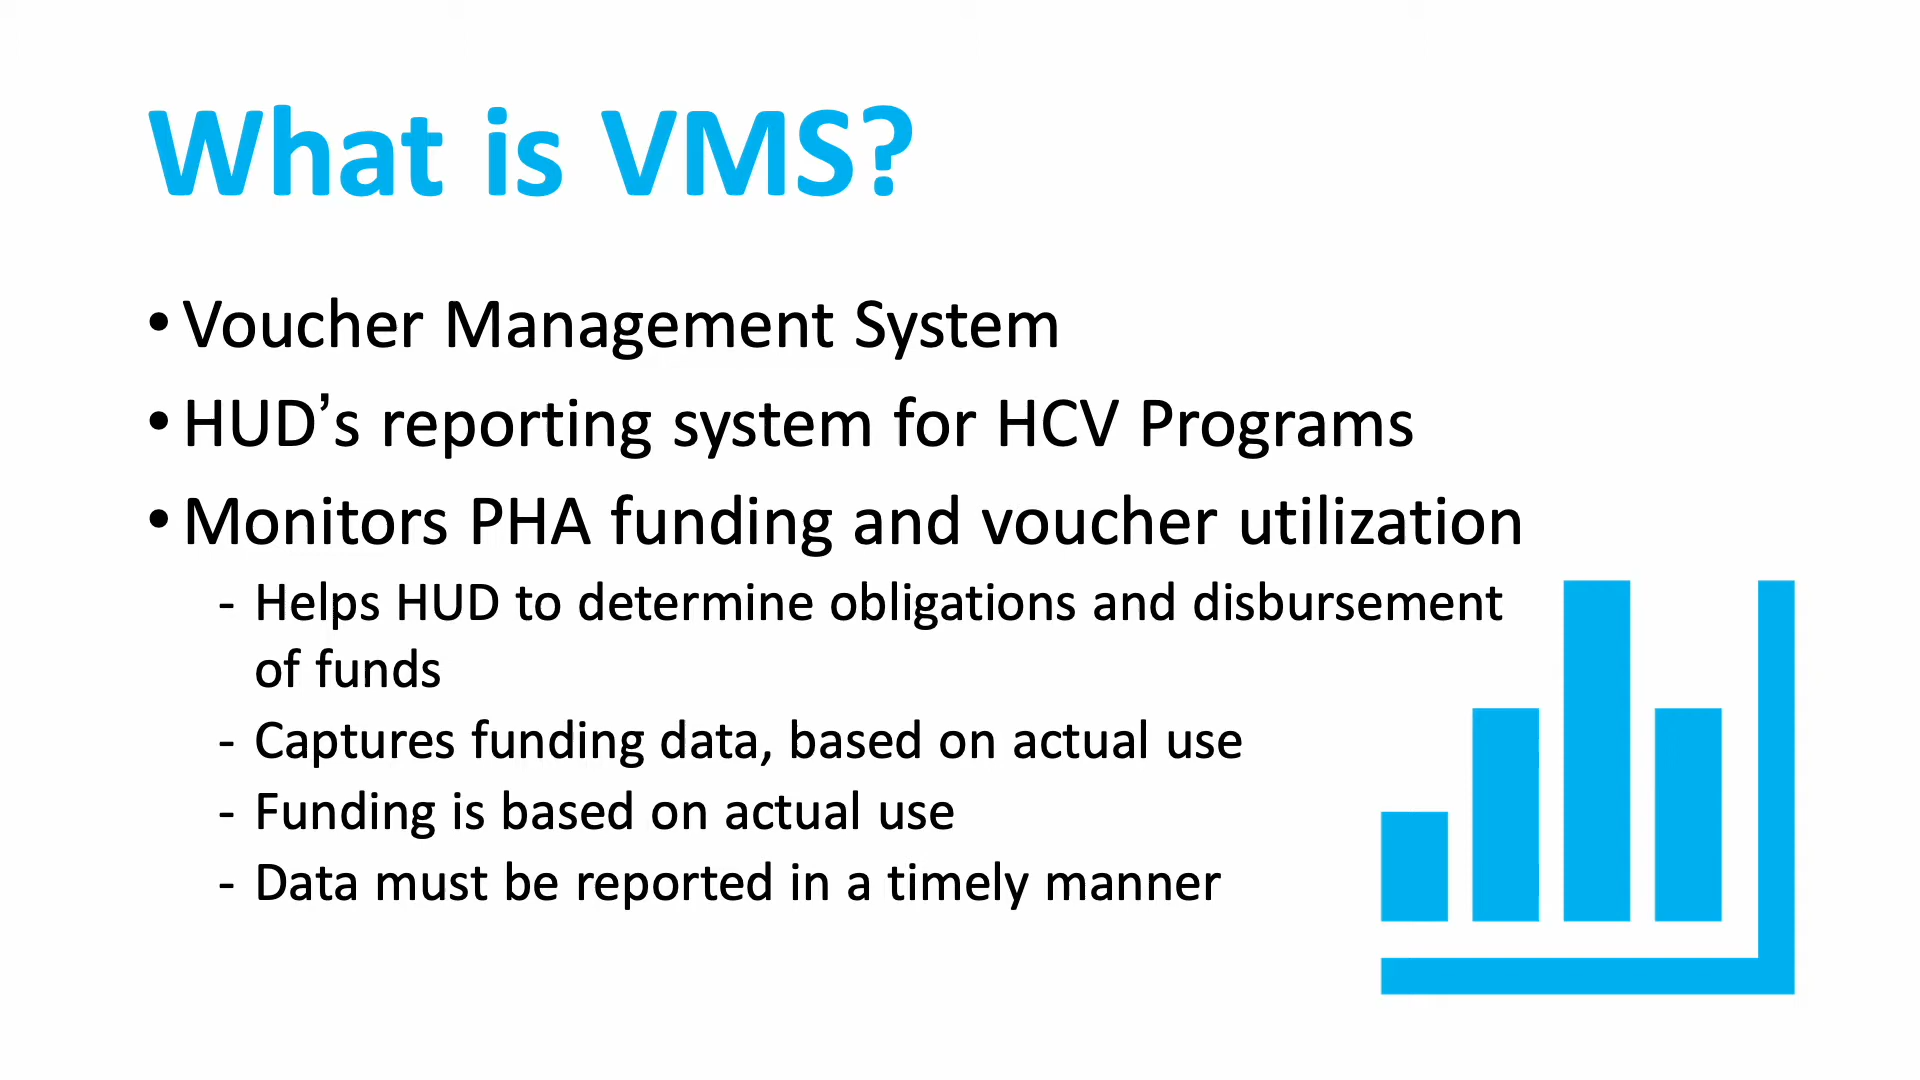 What is VMS?
• Voucher Management System
• HUD’s reporting system for HCV Programs
• Monitors PHA funding and voucher utilization
- Helps HUD to determine obligations and disbursement
of funds
- Captures funding data, based on actual use
- Funding is based on actual use
- Data must be reported in a timely manner